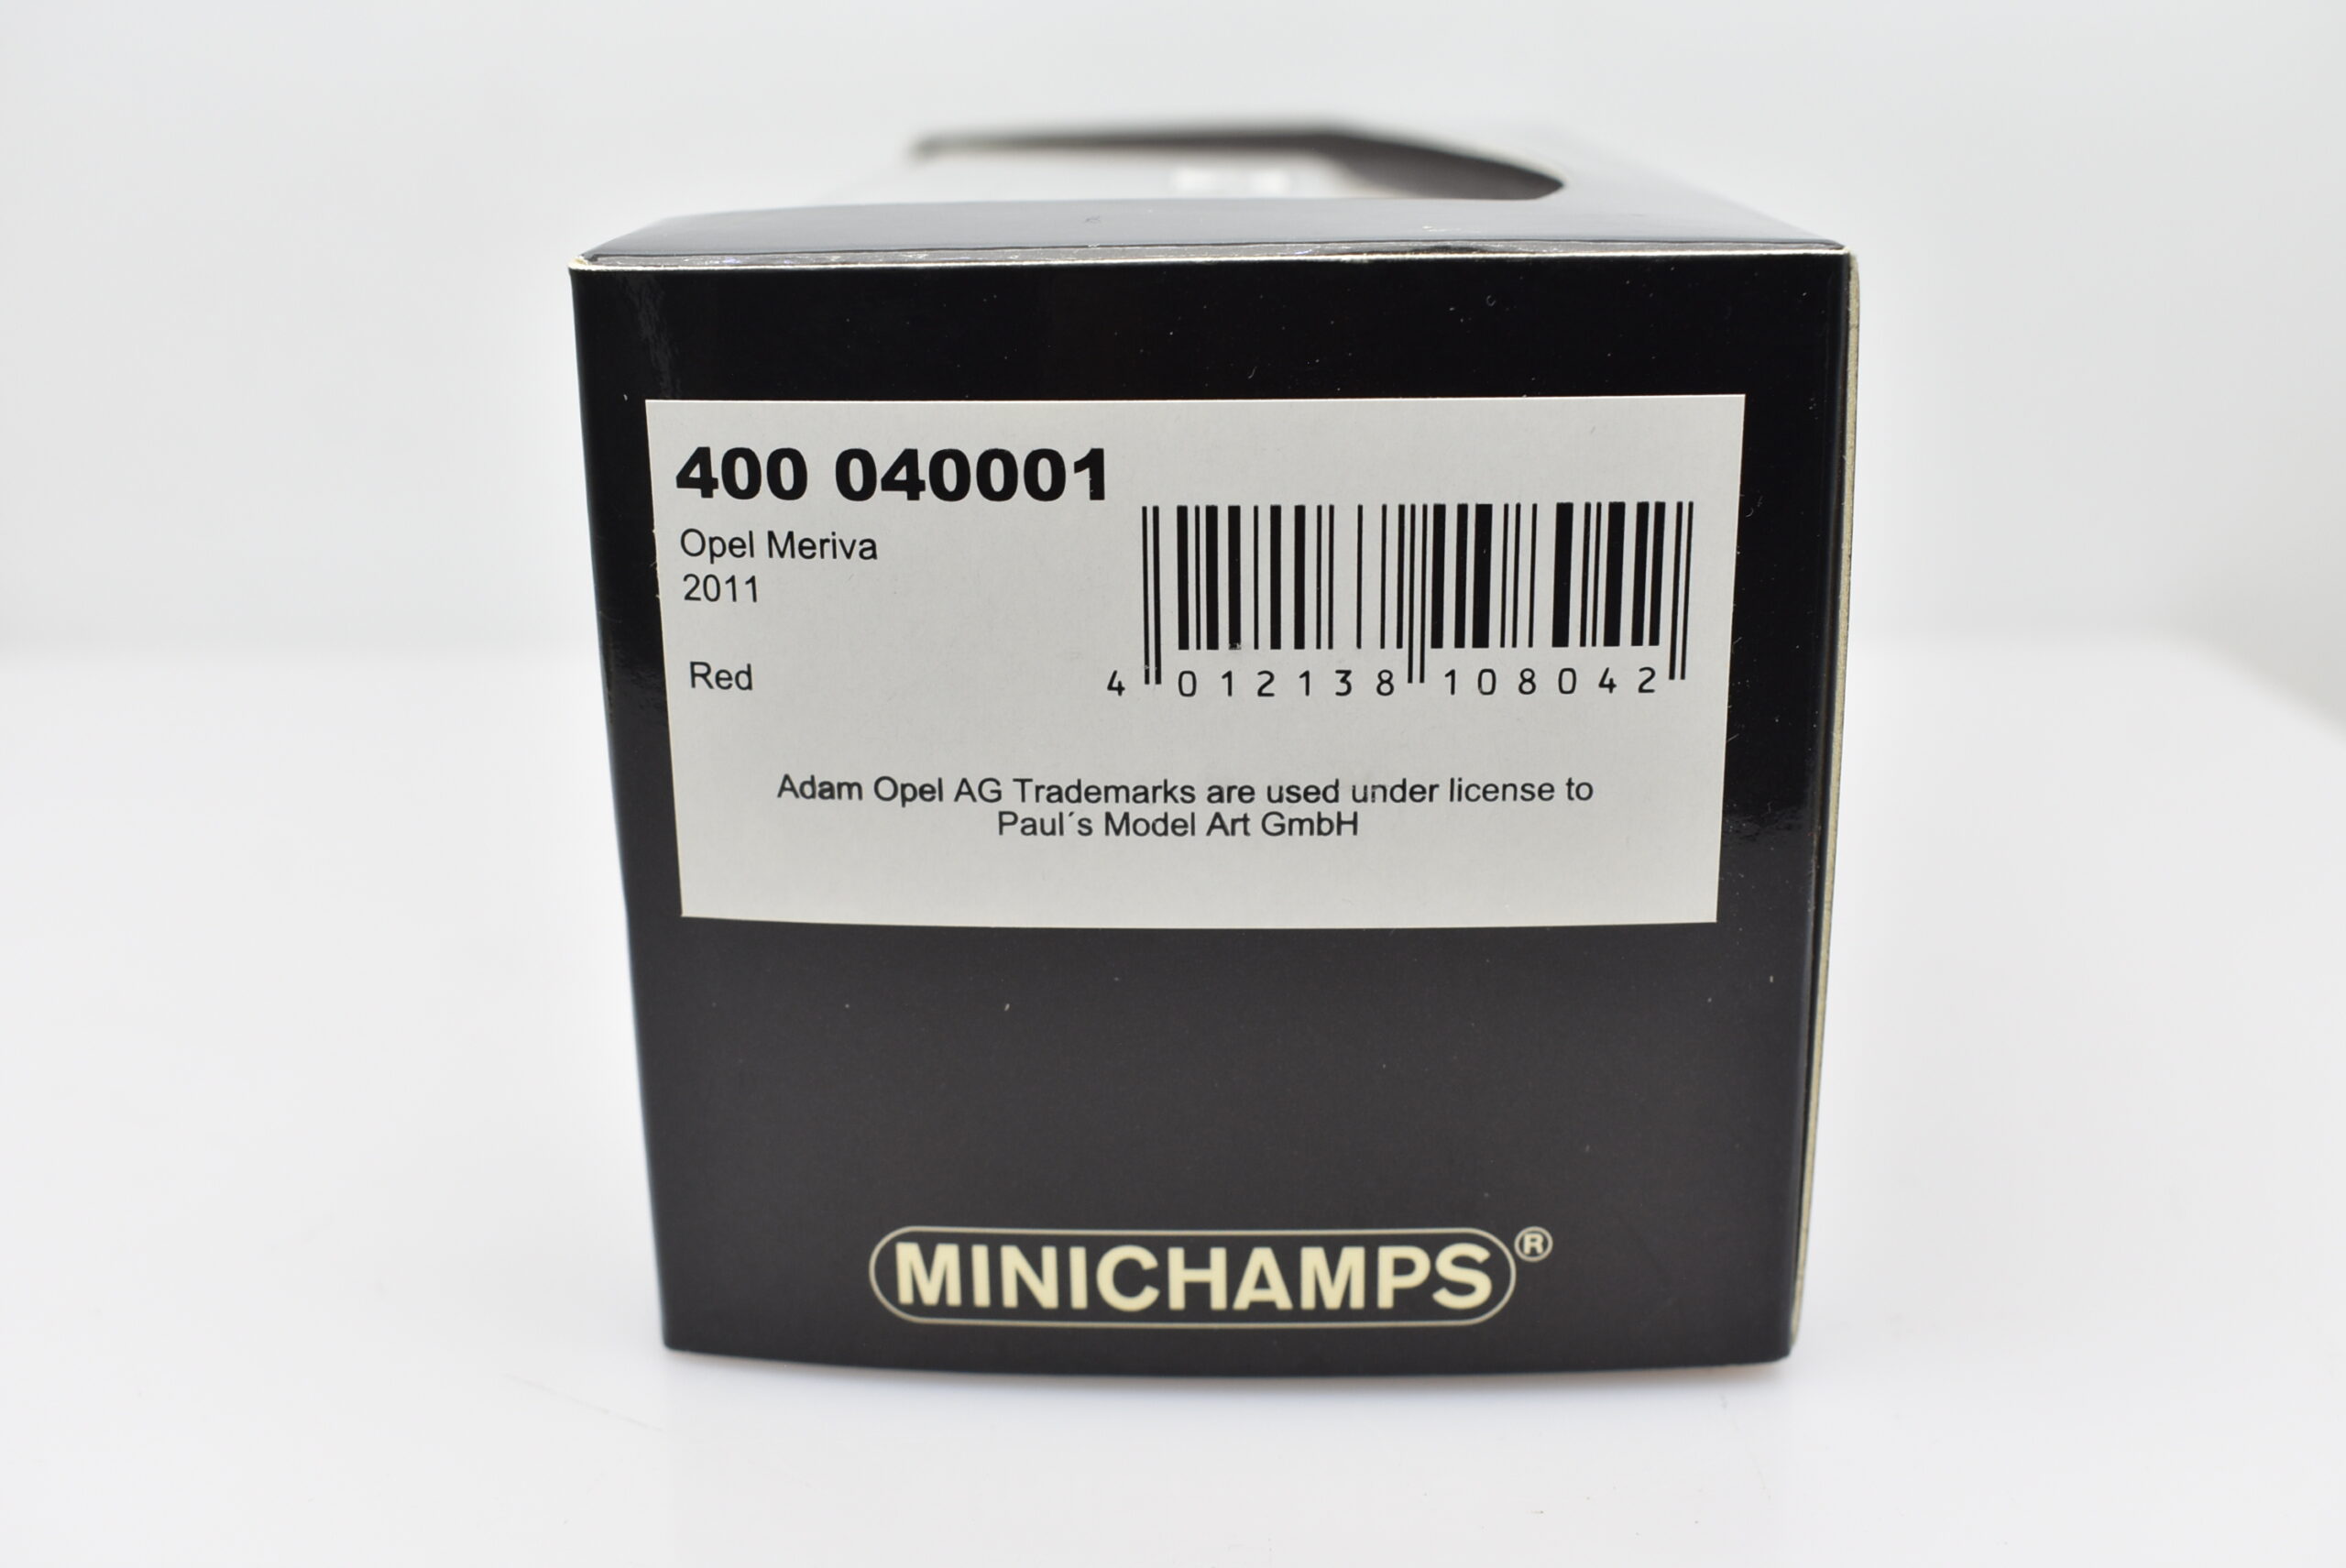 400 040001
Opel Meriva
2011
Red
4 012138 108042
Adam Opel AG Trademarks are used under license to
Paul´s Model Art GmbH
MINICHAMPS®